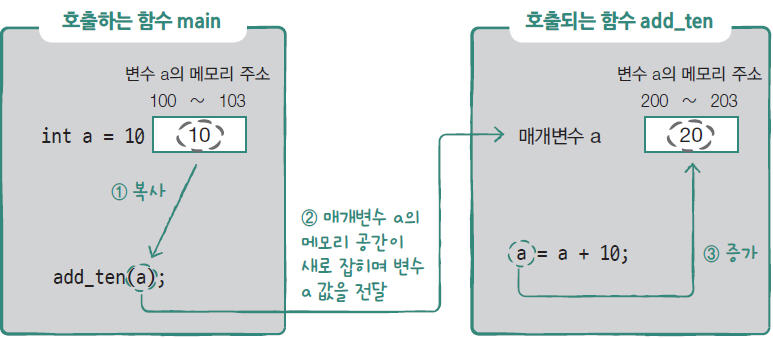 호출하는 함수 main
변수 a의 메모리 주소
100 ~ 103
int a = 10
10
① 복사
add_ten(a);
② 매개변수 a의
메모리 공간이
새로 잡히며 변수
a 값을 전달
호출되는 함수 add_ten
변수 a의 메모리 주소
200 ~ 203
매개변수 a
20
a = a + 10;
③ 증가